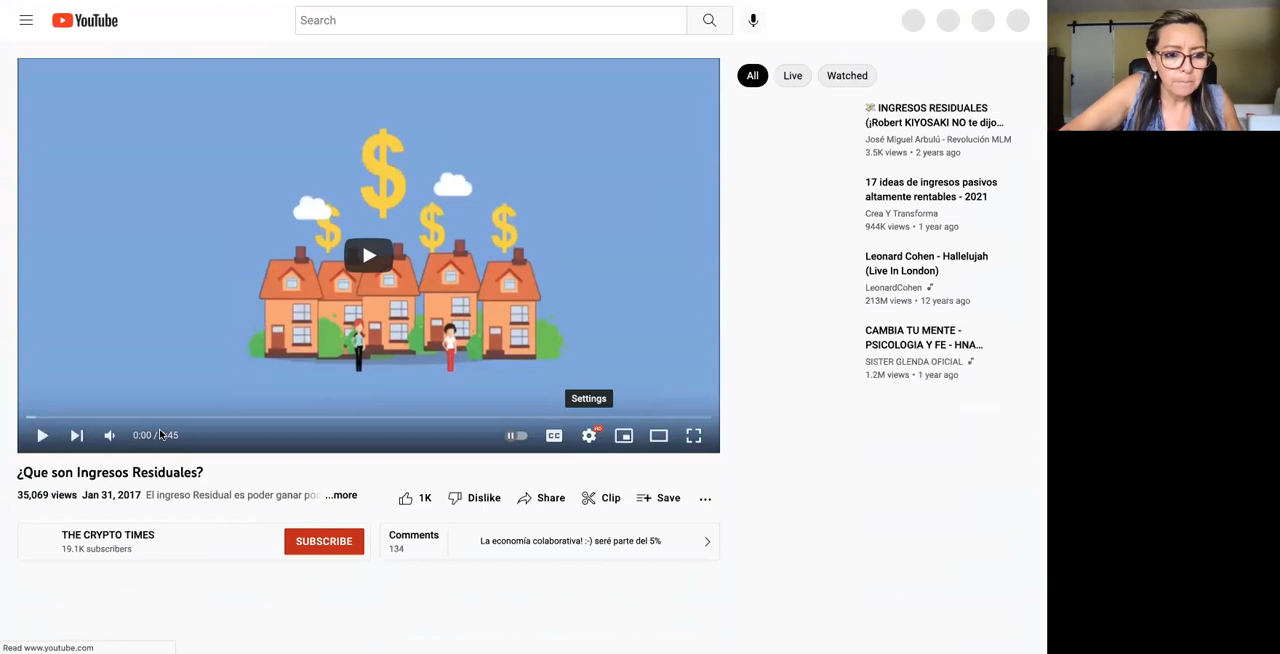 YouTube
Search
All
Live
Watched
INGRESOS RESIDUALES
(¡Robert KIYOSAKI NO te dijo...
José Miguel Arbulú - Revolución MLM
3.5K views • 2 years ago
17 ideas de ingresos pasivos
altamente rentables - 2021
Crea Y Transforma
944K views • 1 year ago
Leonard Cohen - Hallelujah
(Live In London)
LeonardCohen
213M views • 12 years ago
CAMBIA TU MENTE -
PSICOLOGIA Y FE - HNA...
SISTER GLENDA OFICIAL
1.2M views • 1 year ago
$
$ $ $
Settings
0:00 / :45
CC
HD
¿Que son Ingresos Residuales?
35,069 views Jan 31, 2017 El ingreso Residual es poder ganar ...more
1K
Dislike
Share
Clip
Save
THE CRYPTO TIMES
19.1K subscribers
SUBSCRIBE
Comments
134
La economía colaborativa! :-) seré parte del 5%
Read www.youtube.com